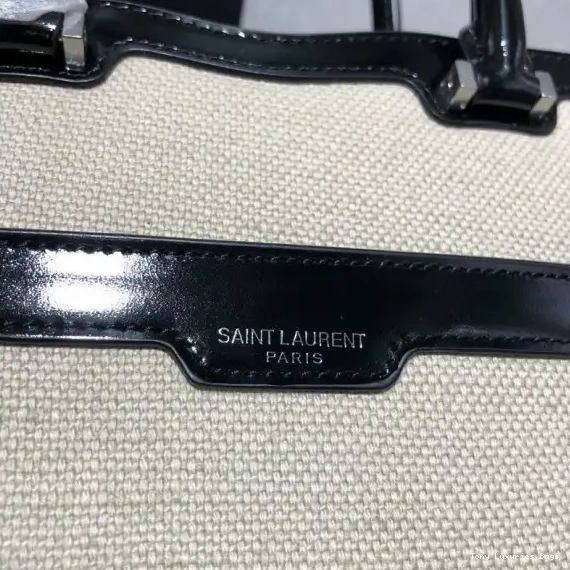 SAINT LAURENT
PARIS
Tony Luxuries.Bags